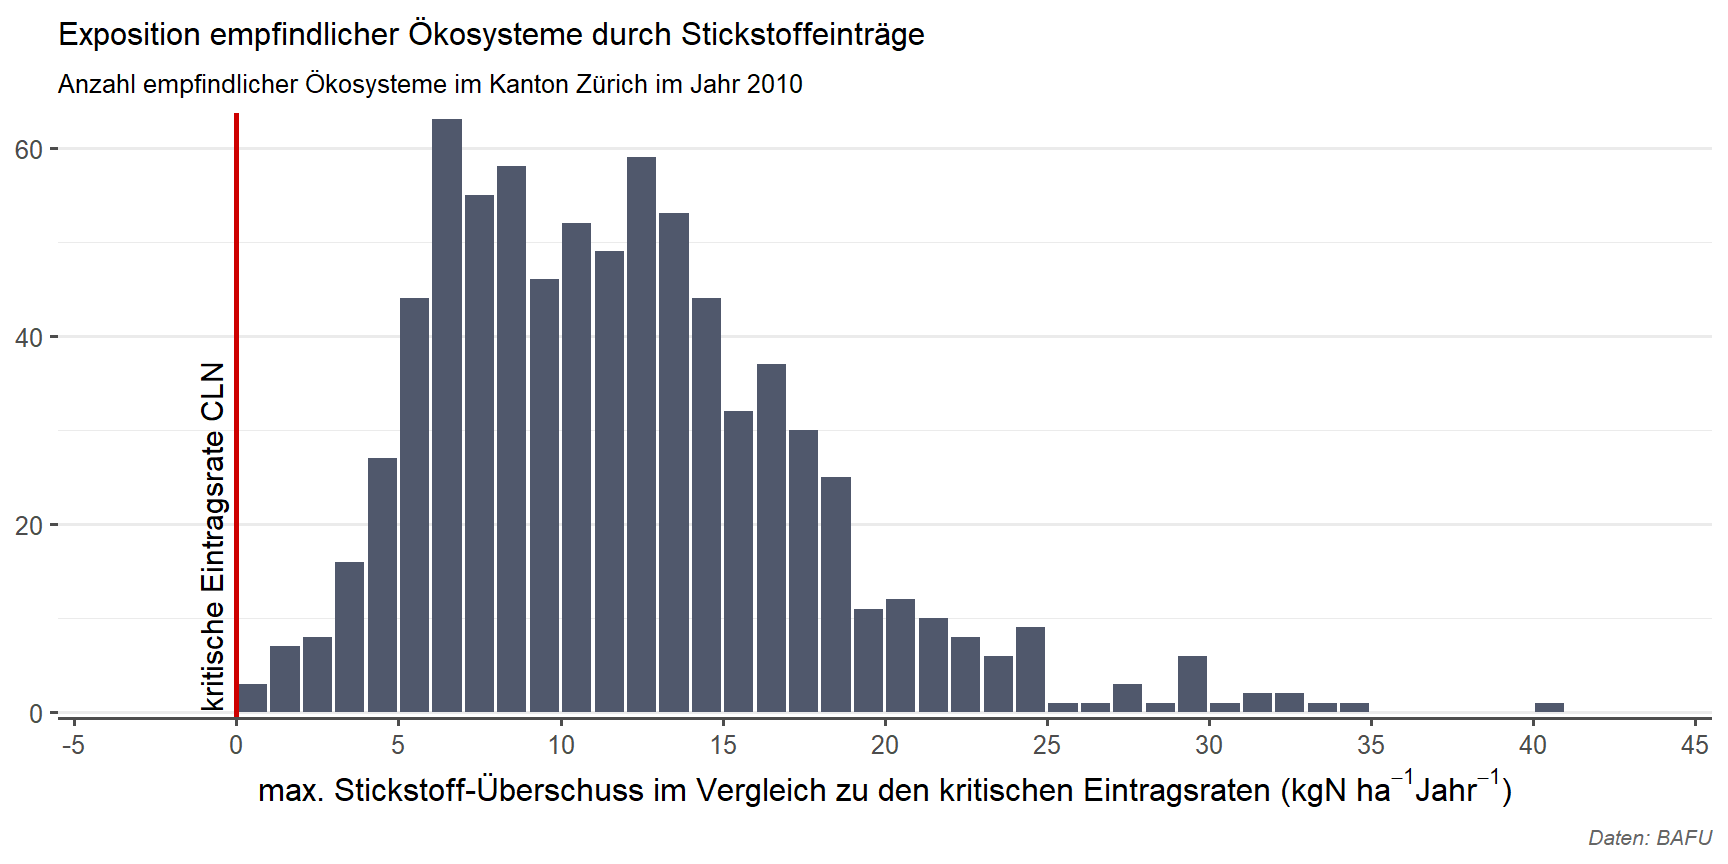 Exposition empfindlicher Ökosysteme durch Stickstoffeinträge
Anzahl empfindlicher Ökosysteme im Kanton Zürich im Jahr 2010
60
40
20
0
kritische Eintragsrate CLN
-5 0 5 10 15 20 25 30 35 40 45
max. Stickstoff-Überschuss im Vergleich zu den kritischen Eintragsraten (kgN ha⁻¹Jahr⁻¹)
Daten: BAFU